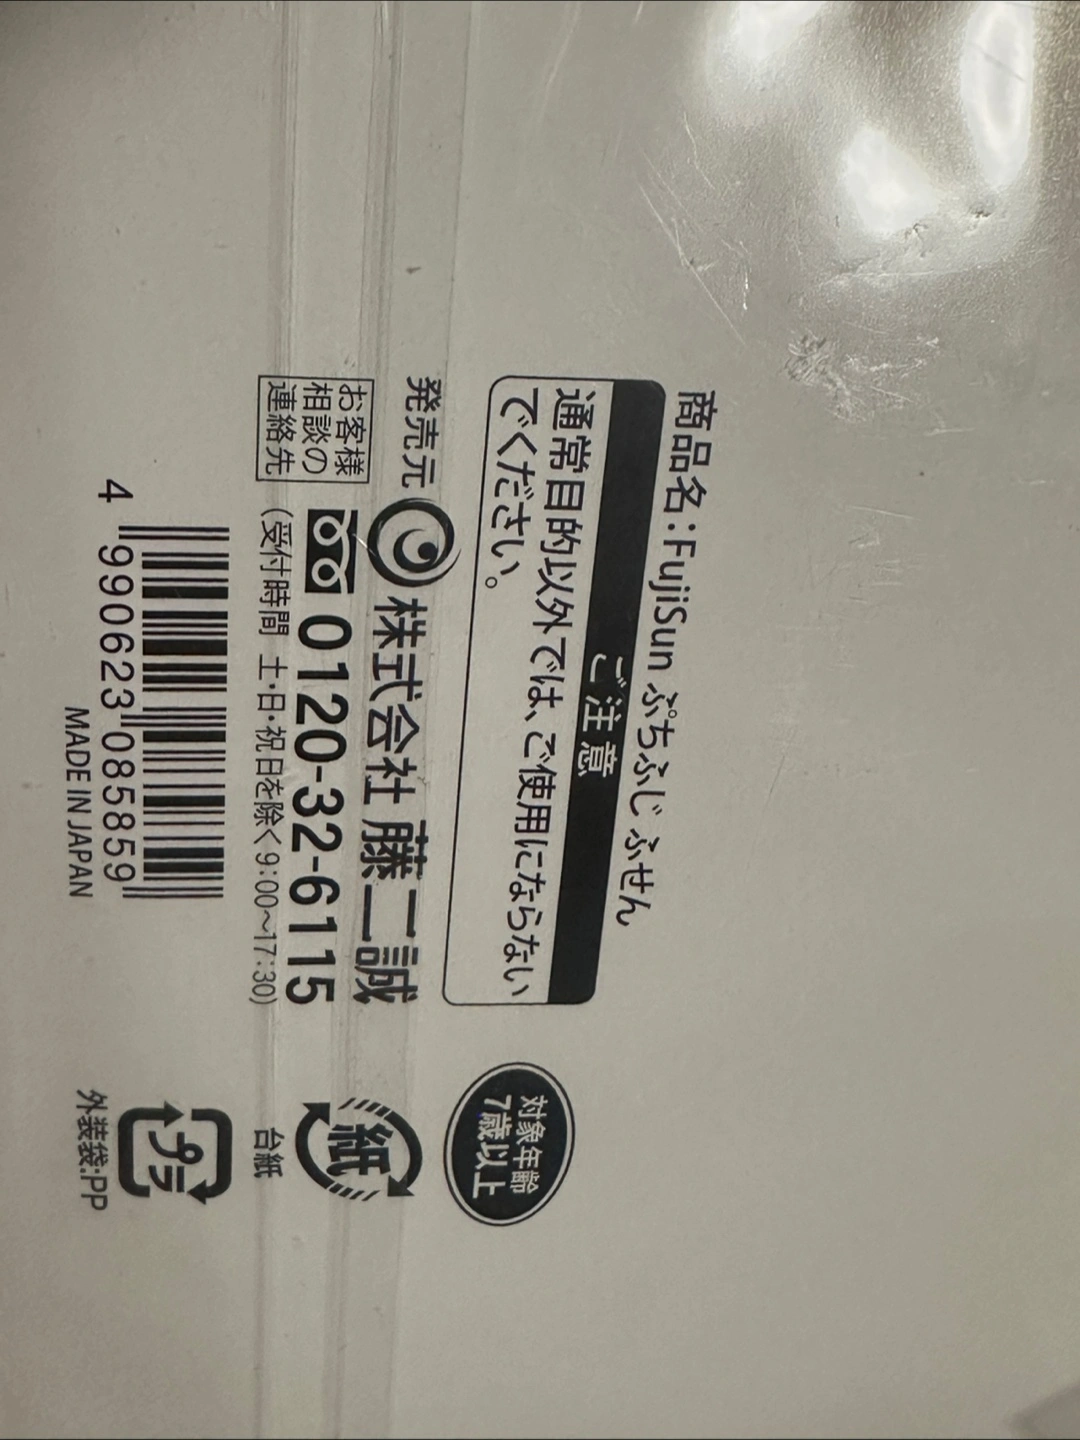 商品名:FujiSun ぷちふじ ふせん
ご注意
通常目的以外では、ご使用にならない
でください。
対象年齢
7歳以上
発売元 株式会社 藤二誠
お客様
相談の
連絡先
0120-32-6115
(受付時間 土・日・祝日を除く9:00〜17:30)
紙
台紙
4 990623 085859
MADE IN JAPAN
プラ
外装袋:PP